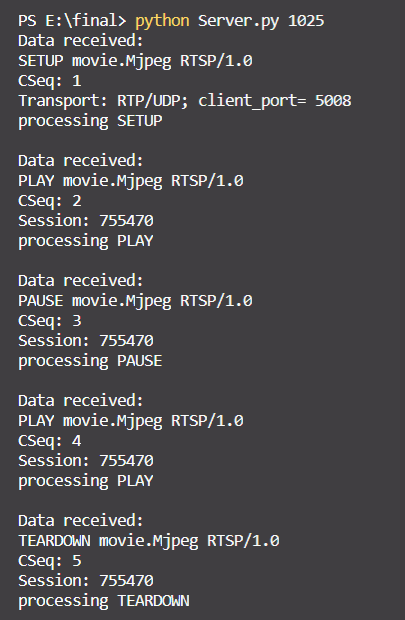 PS E:\final> python Server.py 1025
Data received:
SETUP movie.Mjpeg RTSP/1.0
CSeq: 1
Transport: RTP/UDP; client_port= 5008
processing SETUP
Data received:
PLAY movie.Mjpeg RTSP/1.0
CSeq: 2
Session: 755470
processing PLAY
Data received:
PAUSE movie.Mjpeg RTSP/1.0
CSeq: 3
Session: 755470
processing PAUSE
Data received:
PLAY movie.Mjpeg RTSP/1.0
CSeq: 4
Session: 755470
processing PLAY
Data received:
TEARDOWN movie.Mjpeg RTSP/1.0
CSeq: 5
Session: 755470
processing TEARDOWN